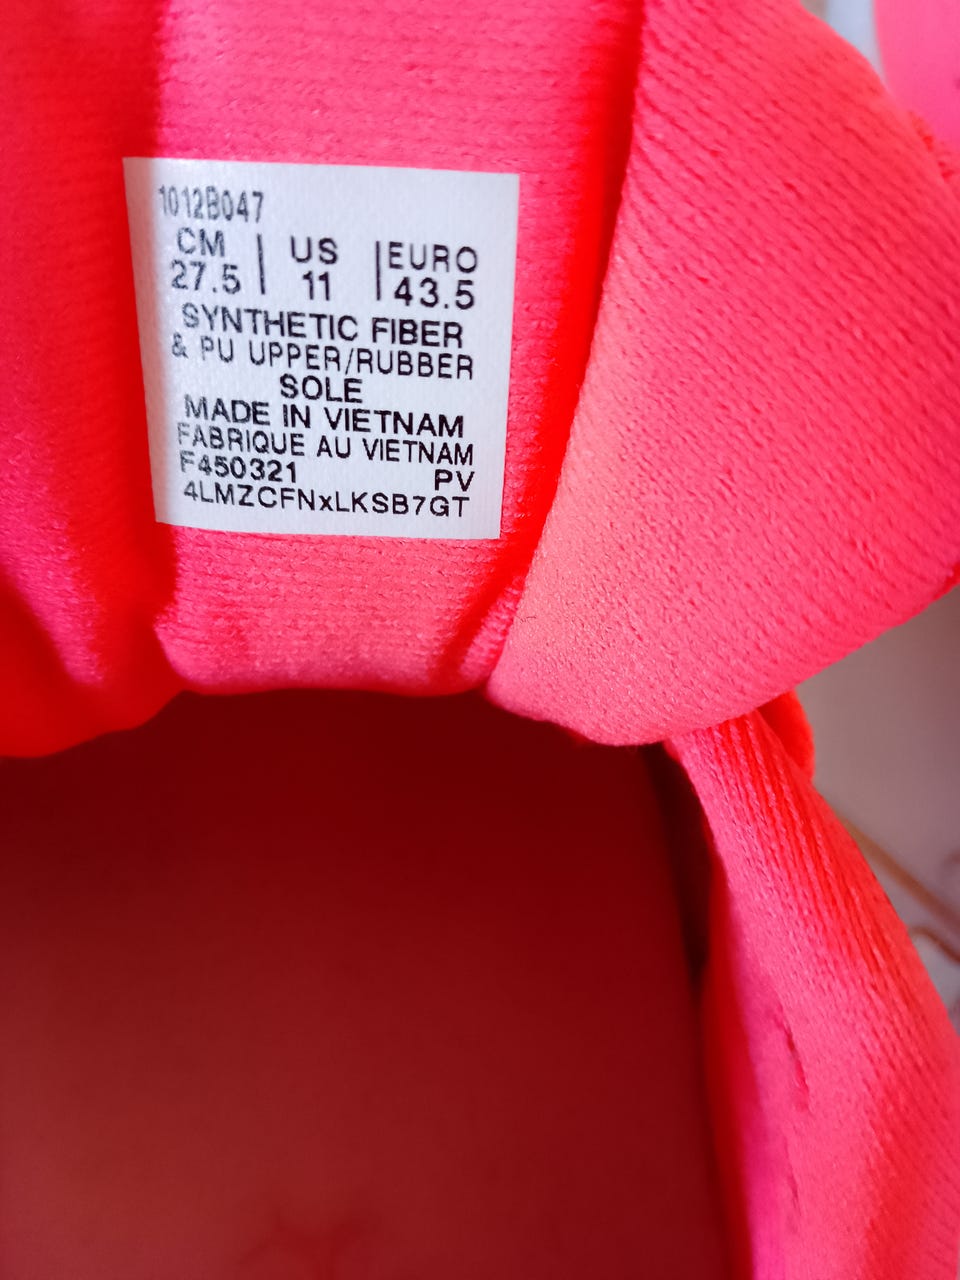 1012B047
CM | US | EURO
27.5 | 11 | 43.5
SYNTHETIC FIBER
& PU UPPER/RUBBER
SOLE
MADE IN VIETNAM
FABRIQUE AU VIETNAM
F450321 PV
4LMZCFNxLKSB7GT